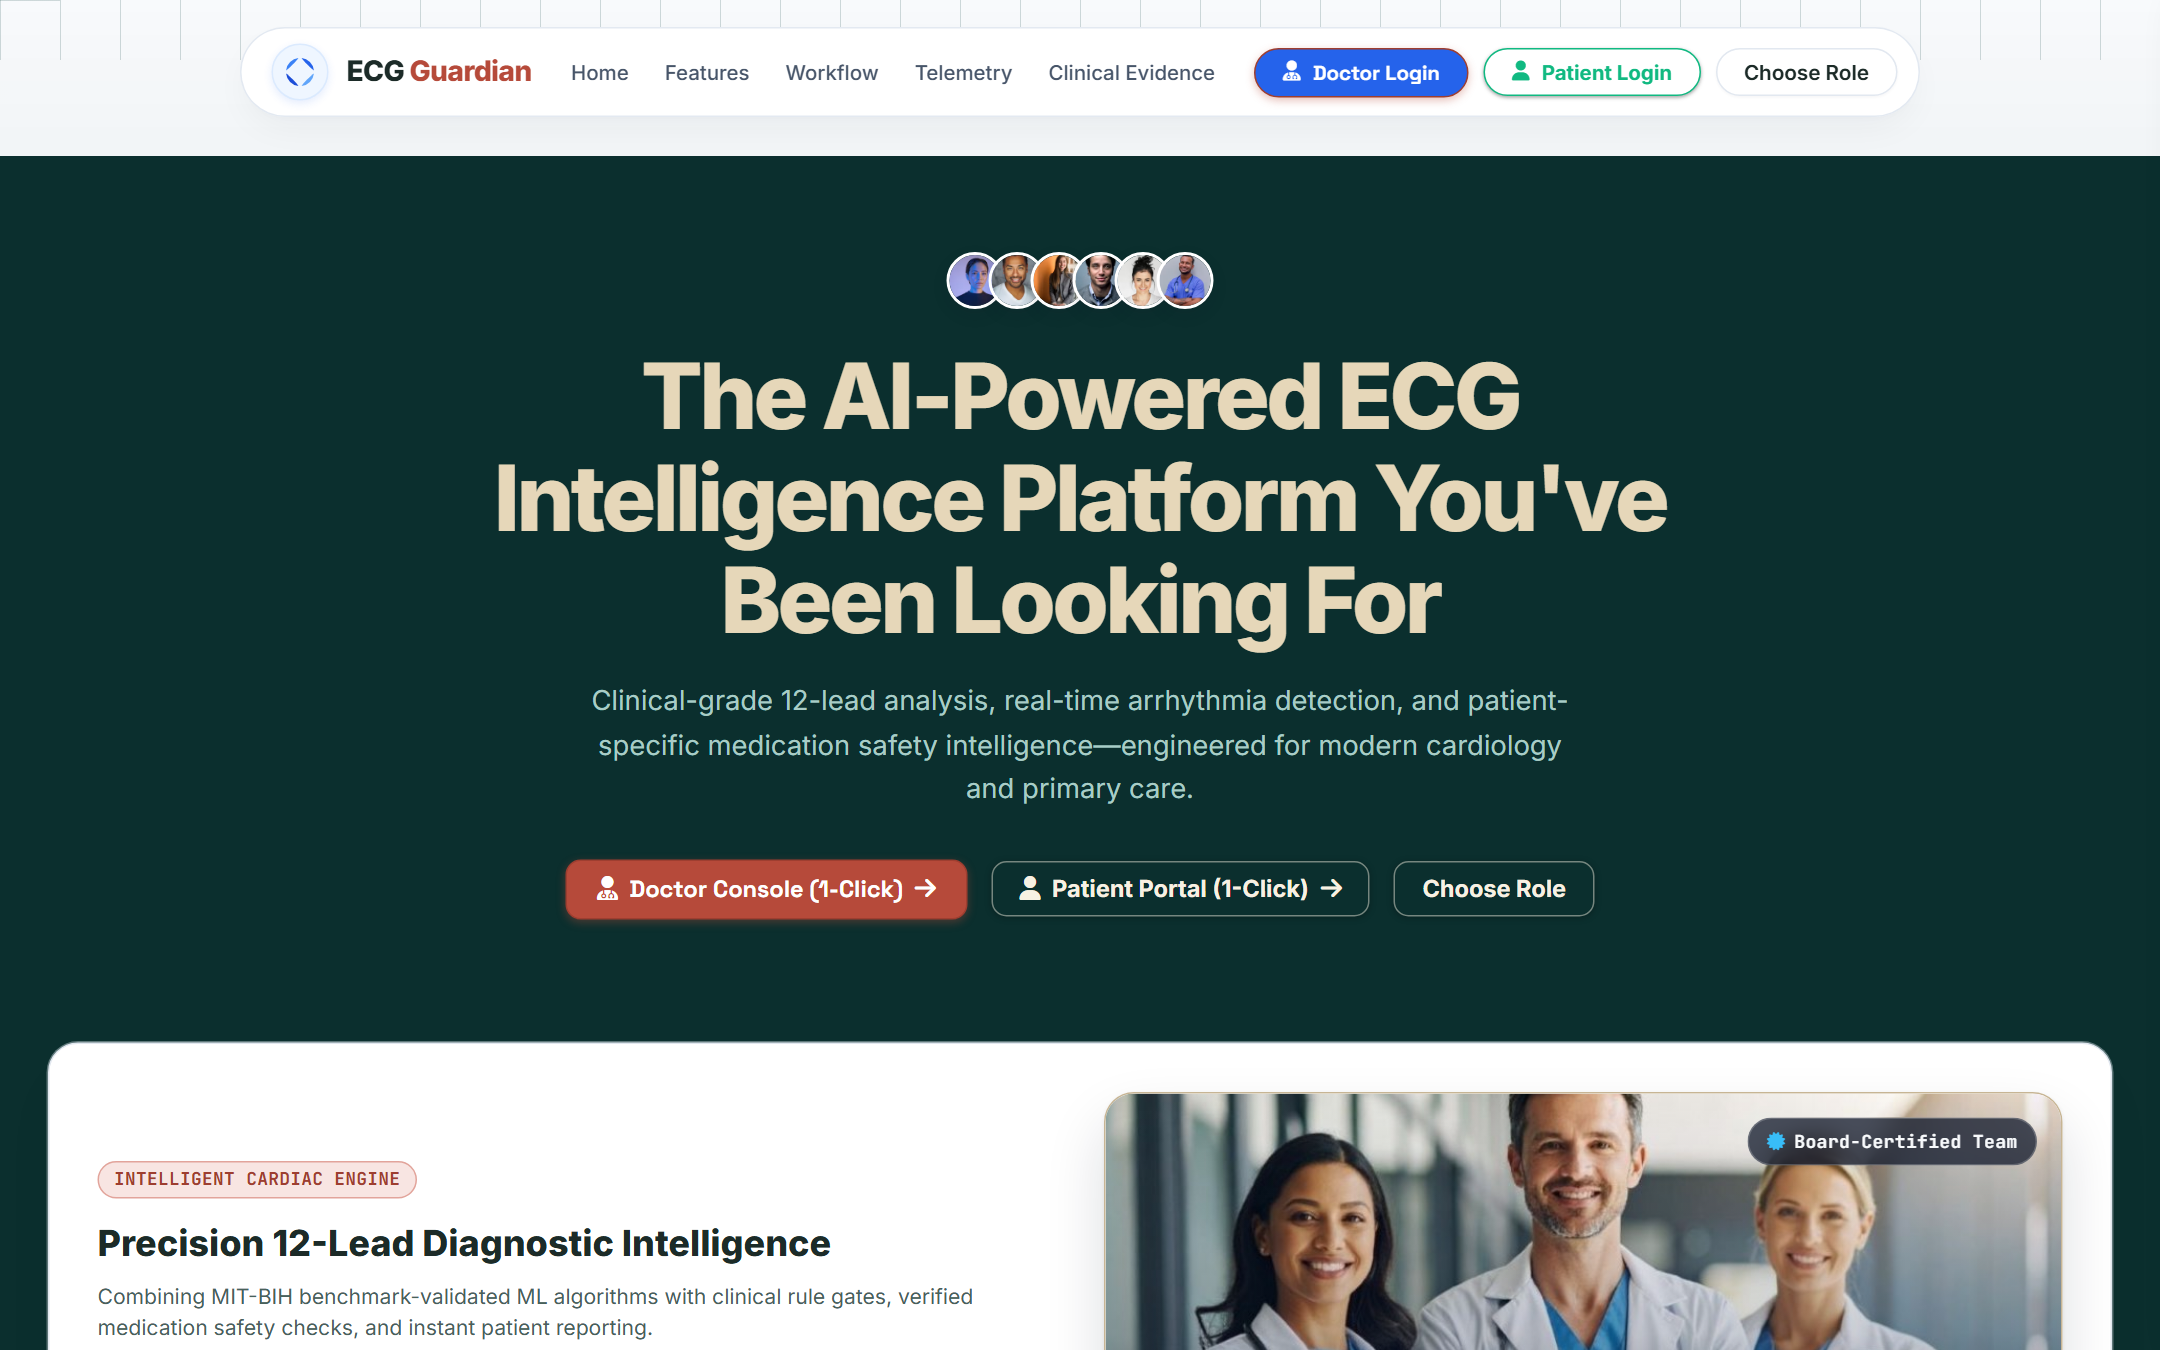 ECG Guardian
Home
Features
Workflow
Telemetry
Clinical Evidence
Doctor Login
Patient Login
Choose Role
The AI-Powered ECG
Intelligence Platform You've
Been Looking For
Clinical-grade 12-lead analysis, real-time arrhythmia detection, and patient-
specific medication safety intelligence—engineered for modern cardiology
and primary care.
Doctor Console (1-Click) →
Patient Portal (1-Click) →
Choose Role
Board-Certified Team
INTELLIGENT CARDIAC ENGINE
Precision 12-Lead Diagnostic Intelligence
Combining MIT-BIH benchmark-validated ML algorithms with clinical rule gates, verified
medication safety checks, and instant patient reporting.